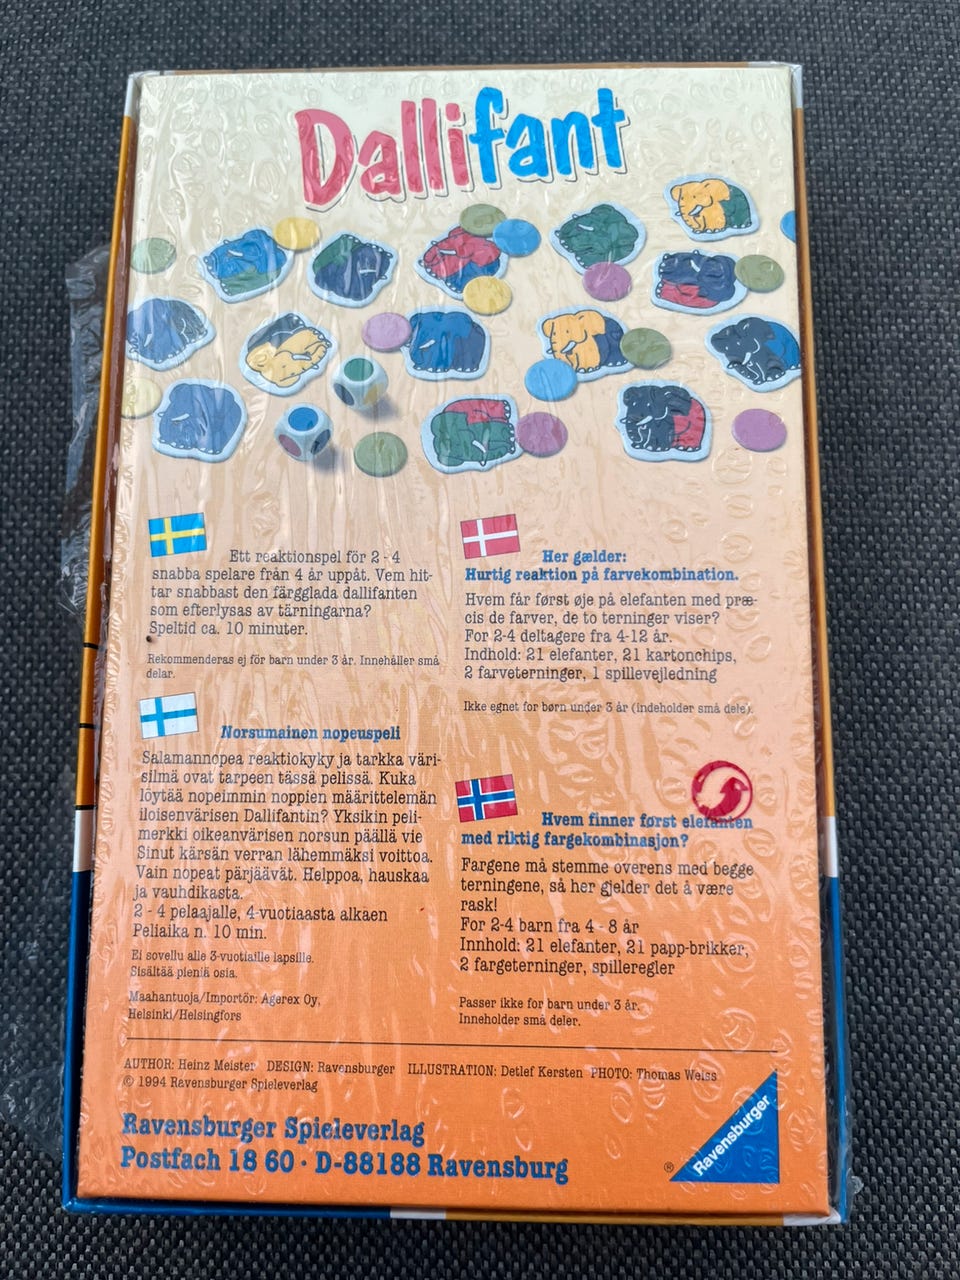 Dallifant
Ett reaktionspel för 2 - 4
snabba spelare från 4 år uppåt. Vem hit-
tar snabbast den färgglada dallifanten
som efterlysas av tärningarna?
Speltid ca. 10 minuter.
Rekommenderas ej för barn under 3 år. Innehåller små
delar.
Norsumainen nopeuspeli
Salamannopea reaktiokyky ja tarkka väri-
silmä ovat tarpeen tässä pelissä. Kuka
löytää nopeimmin noppien määrittelemän
iloisenvärisen Dallifantin? Yksikin peli-
merkki oikeanvärisen norsun päällä vie
Sinut kärsän verran lähemmäksi voittoa.
Vain nopeat pärjäävät. Helppoa, hauskaa
ja vauhdikasta.
2 - 4 pelaajalle, 4-vuotiaasta alkaen
Peliaika n. 10 min.
Ei sovellu alle 3-vuotiaille lapsille.
Sisältää pieniä osia.
Maahantuoja/Importör: Agerex Oy,
Helsinki/Helsingfors
Her gælder:
Hurtig reaktion på farvekombination.
Hvem får først øje på elefanten med præ-
cis de farver, de to terninger viser?
For 2-4 deltagere fra 4-12 år.
Indhold: 21 elefanter, 21 kartonchips,
2 farveterninger, 1 spillevejledning
Ikke egnet for børn under 3 år (indeholder små dele).
Hvem finner først elefanten
med riktig fargekombinasjon?
Fargene må stemme overens med begge
terningene, så her gjelder det å være
rask!
For 2-4 barn fra 4 - 8 år
Innhold: 21 elefanter, 21 papp-brikker,
2 fargeterninger, spilleregler
Passer ikke for barn under 3 år.
Inneholder små deler.
AUTHOR: Heinz Meister DESIGN: Ravensburger ILLUSTRATION: Detlef Kersten PHOTO: Thomas Weiss
© 1994 Ravensburger Spieleverlag
Ravensburger Spieleverlag
Postfach 18 60 · D-88188 Ravensburg
® Ravensburger